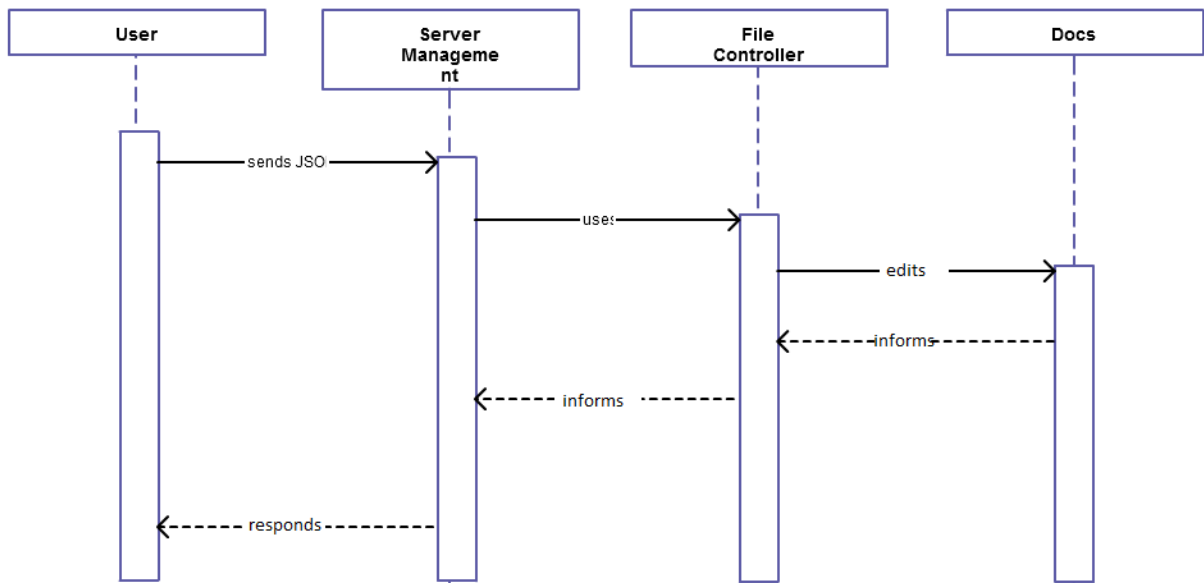 User
Server
Manageme
nt
File
Controller
Docs
sends JSO
uses
edits
informs
informs
responds